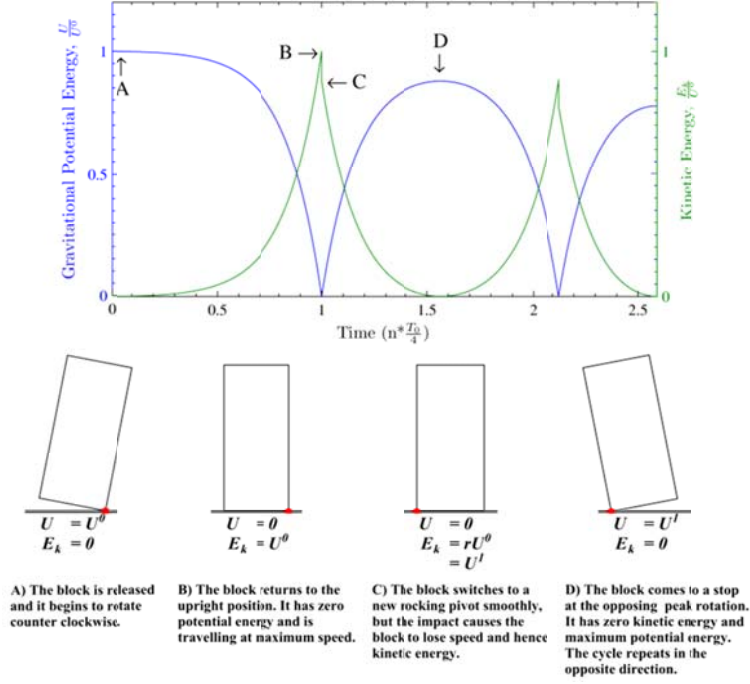 Gravitational Potential Energy, U/U⁰
Kinetic Energy, Eₖ/U⁰
1
0.5
0
1
0
A
B
C
D
0
0.5
1
1.5
2
2.5
Time (n*T₀/4)
U = U⁰
Eₖ = 0
U = 0
Eₖ = U⁰
U = 0
Eₖ = rU⁰
= U¹
U = U¹
Eₖ = 0
A) The block is released
and it begins to rotate
counter clockwise.
B) The block returns to the
upright position. It has zero
potential energy and is
travelling at maximum speed.
C) The block switches to a
new rocking pivot smoothly,
but the impact causes the
block to lose speed and hence
kinetic energy.
D) The block comes to a stop
at the opposing peak rotation.
It has zero kinetic energy and
maximum potential energy.
The cycle repeats in the
opposite direction.